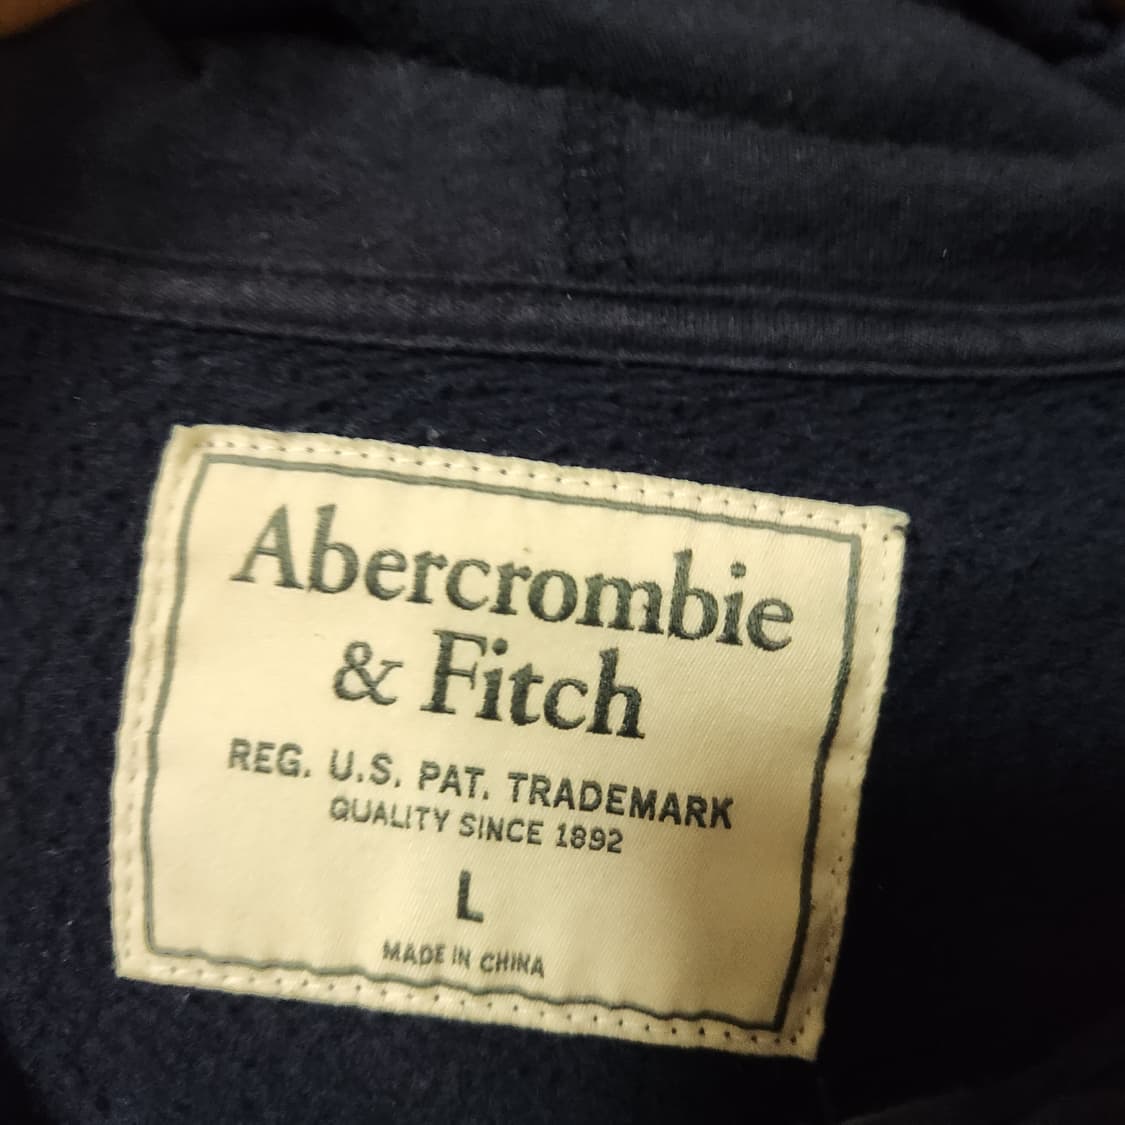 Abercrombie
& Fitch
REG. U.S. PAT. TRADEMARK
QUALITY SINCE 1892
L
MADE IN CHINA